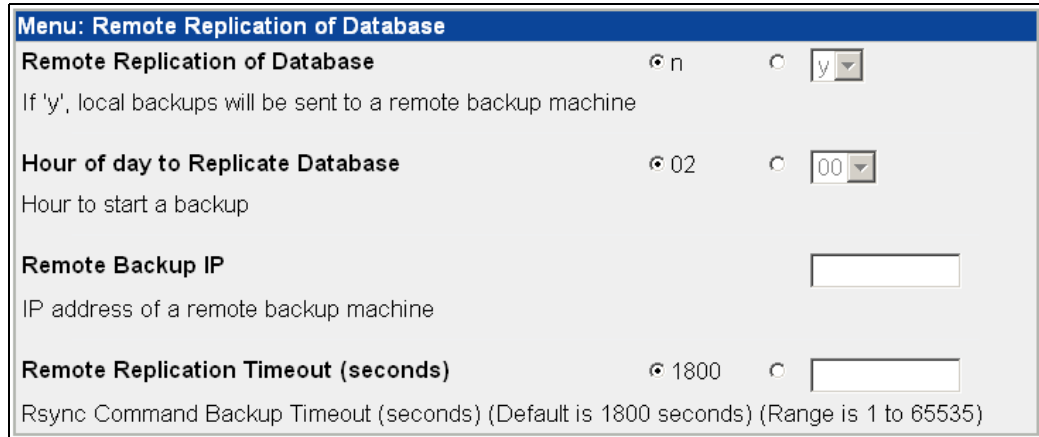 Menu: Remote Replication of Database
Remote Replication of Database n y
If 'y', local backups will be sent to a remote backup machine
Hour of day to Replicate Database 02 00
Hour to start a backup
Remote Backup IP
IP address of a remote backup machine
Remote Replication Timeout (seconds) 1800
Rsync Command Backup Timeout (seconds) (Default is 1800 seconds) (Range is 1 to 65535)